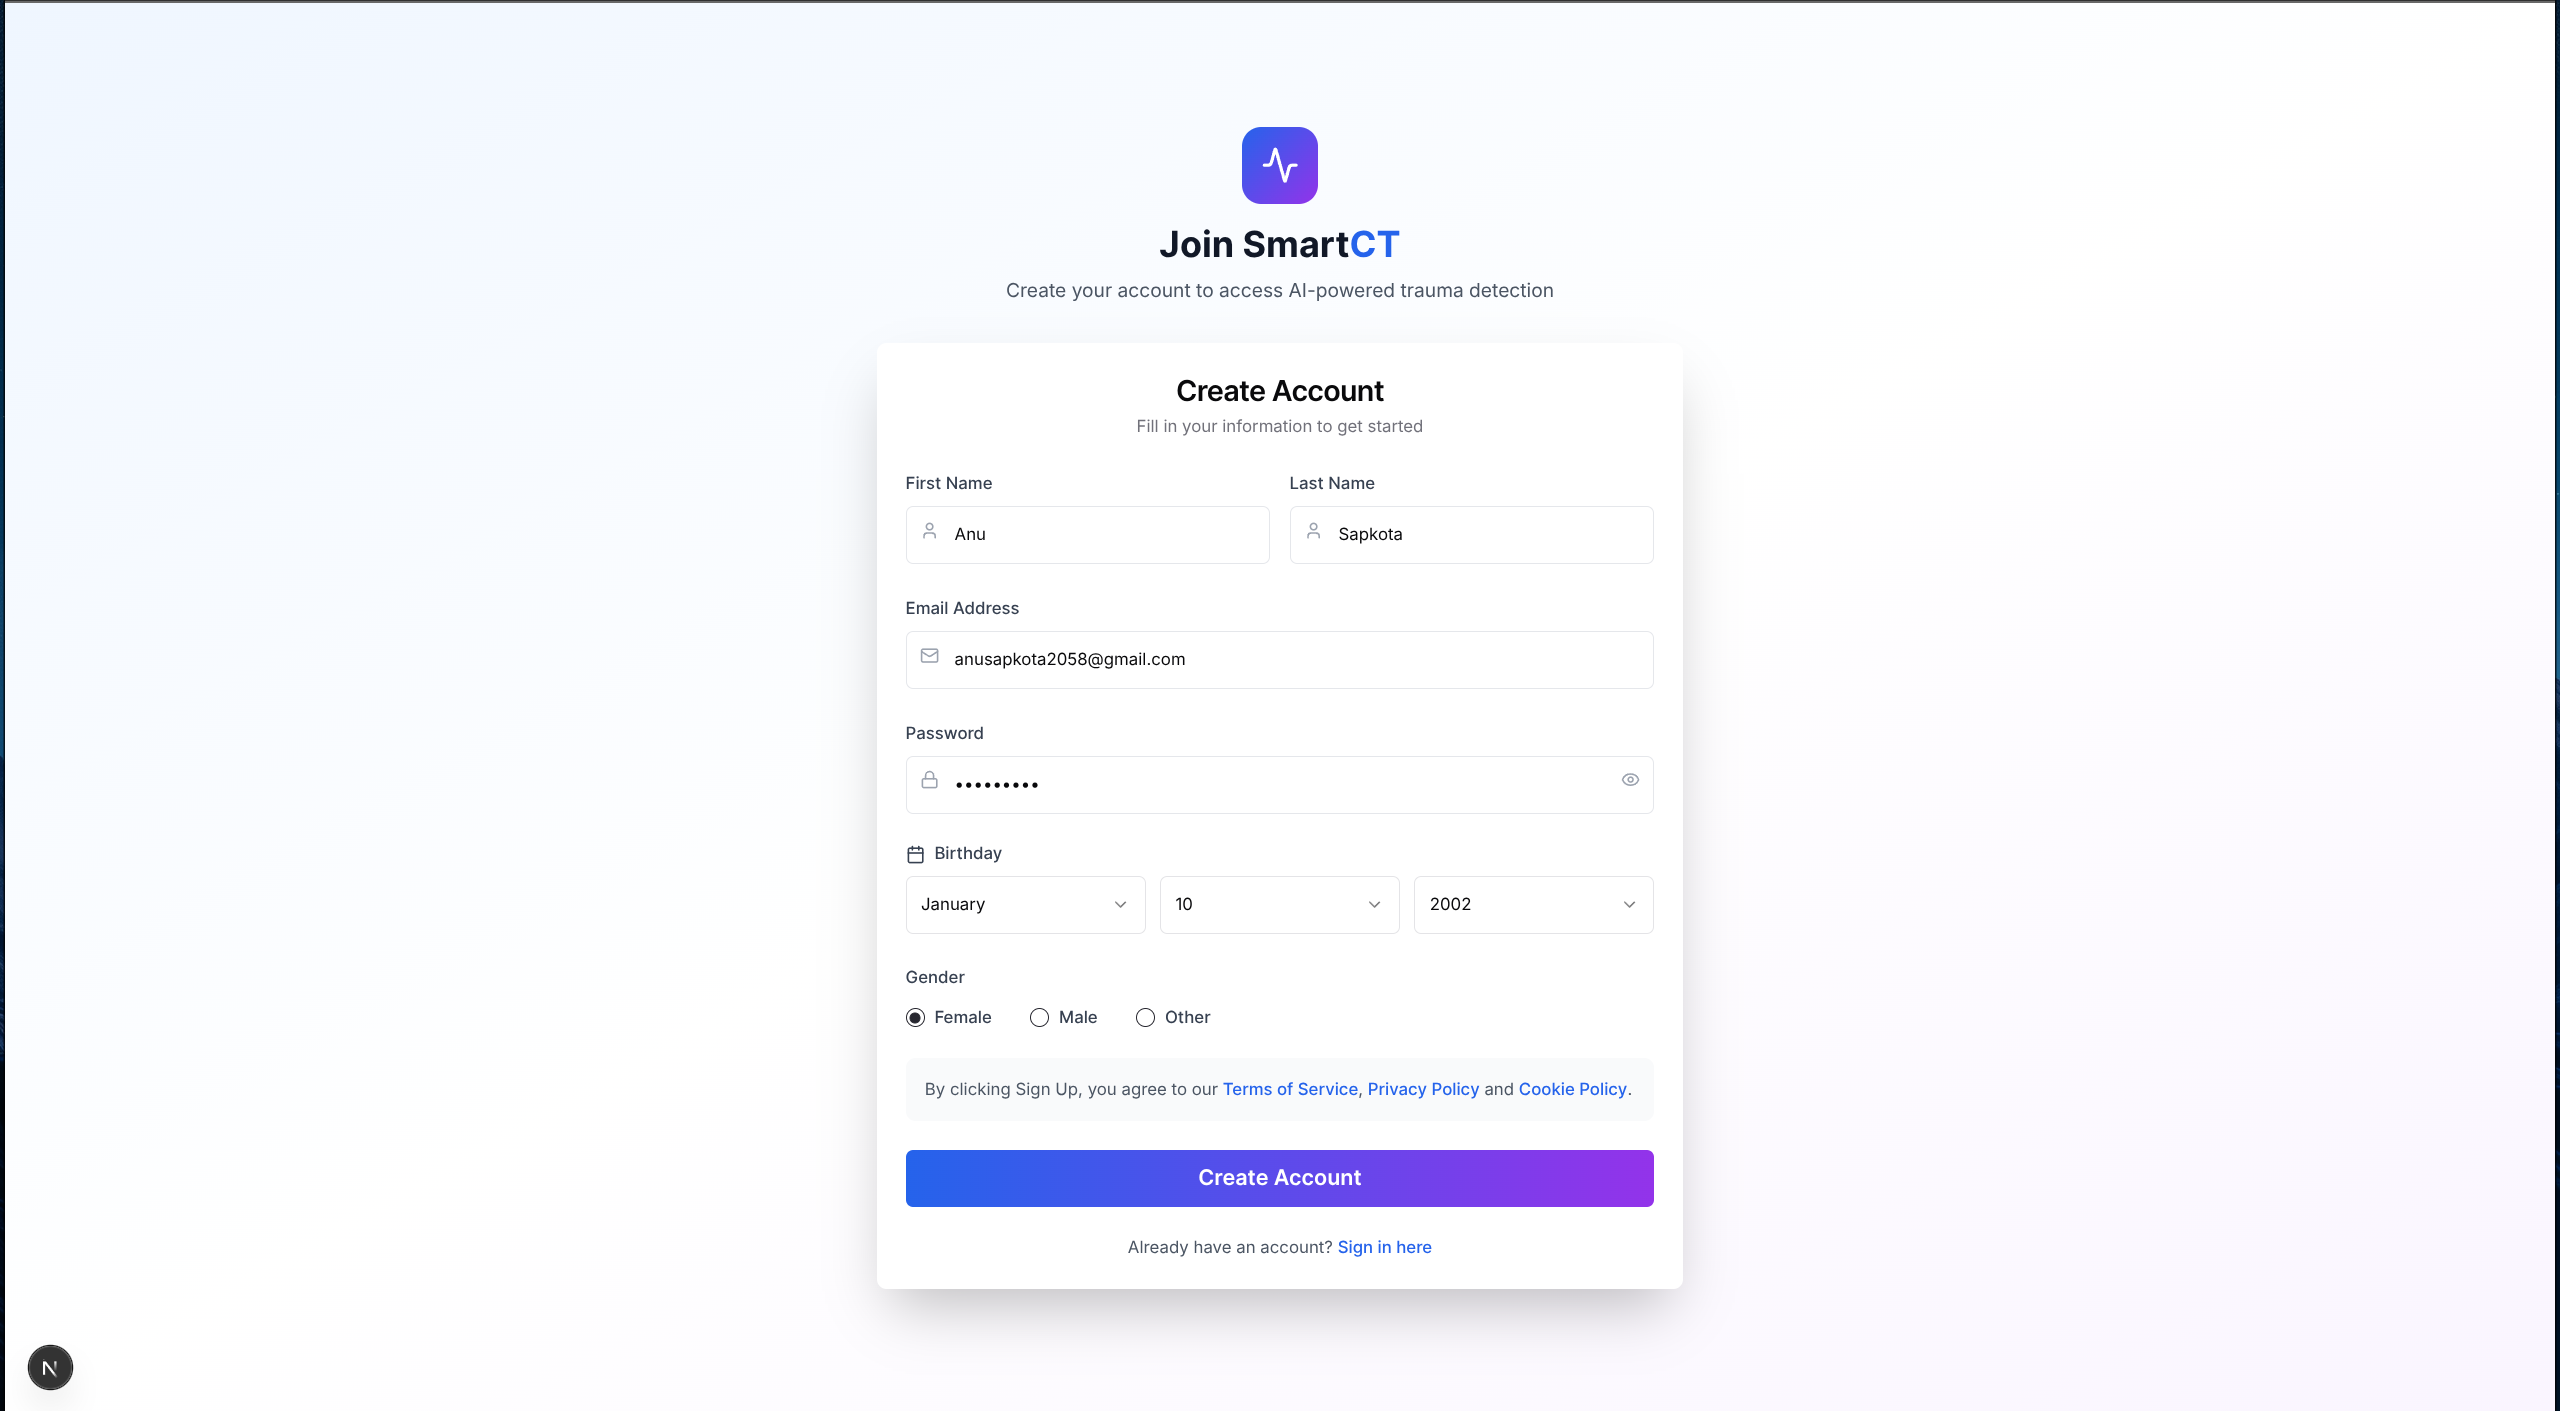 Join SmartCT
Create your account to access AI-powered trauma detection
Create Account
Fill in your information to get started
First Name
Last Name
Anu
Sapkota
Email Address
anusapkota2058@gmail.com
Password
•••••••••
Birthday
January
10
2002
Gender
Female
Male
Other
By clicking Sign Up, you agree to our Terms of Service, Privacy Policy and Cookie Policy.
Create Account
Already have an account? Sign in here
N